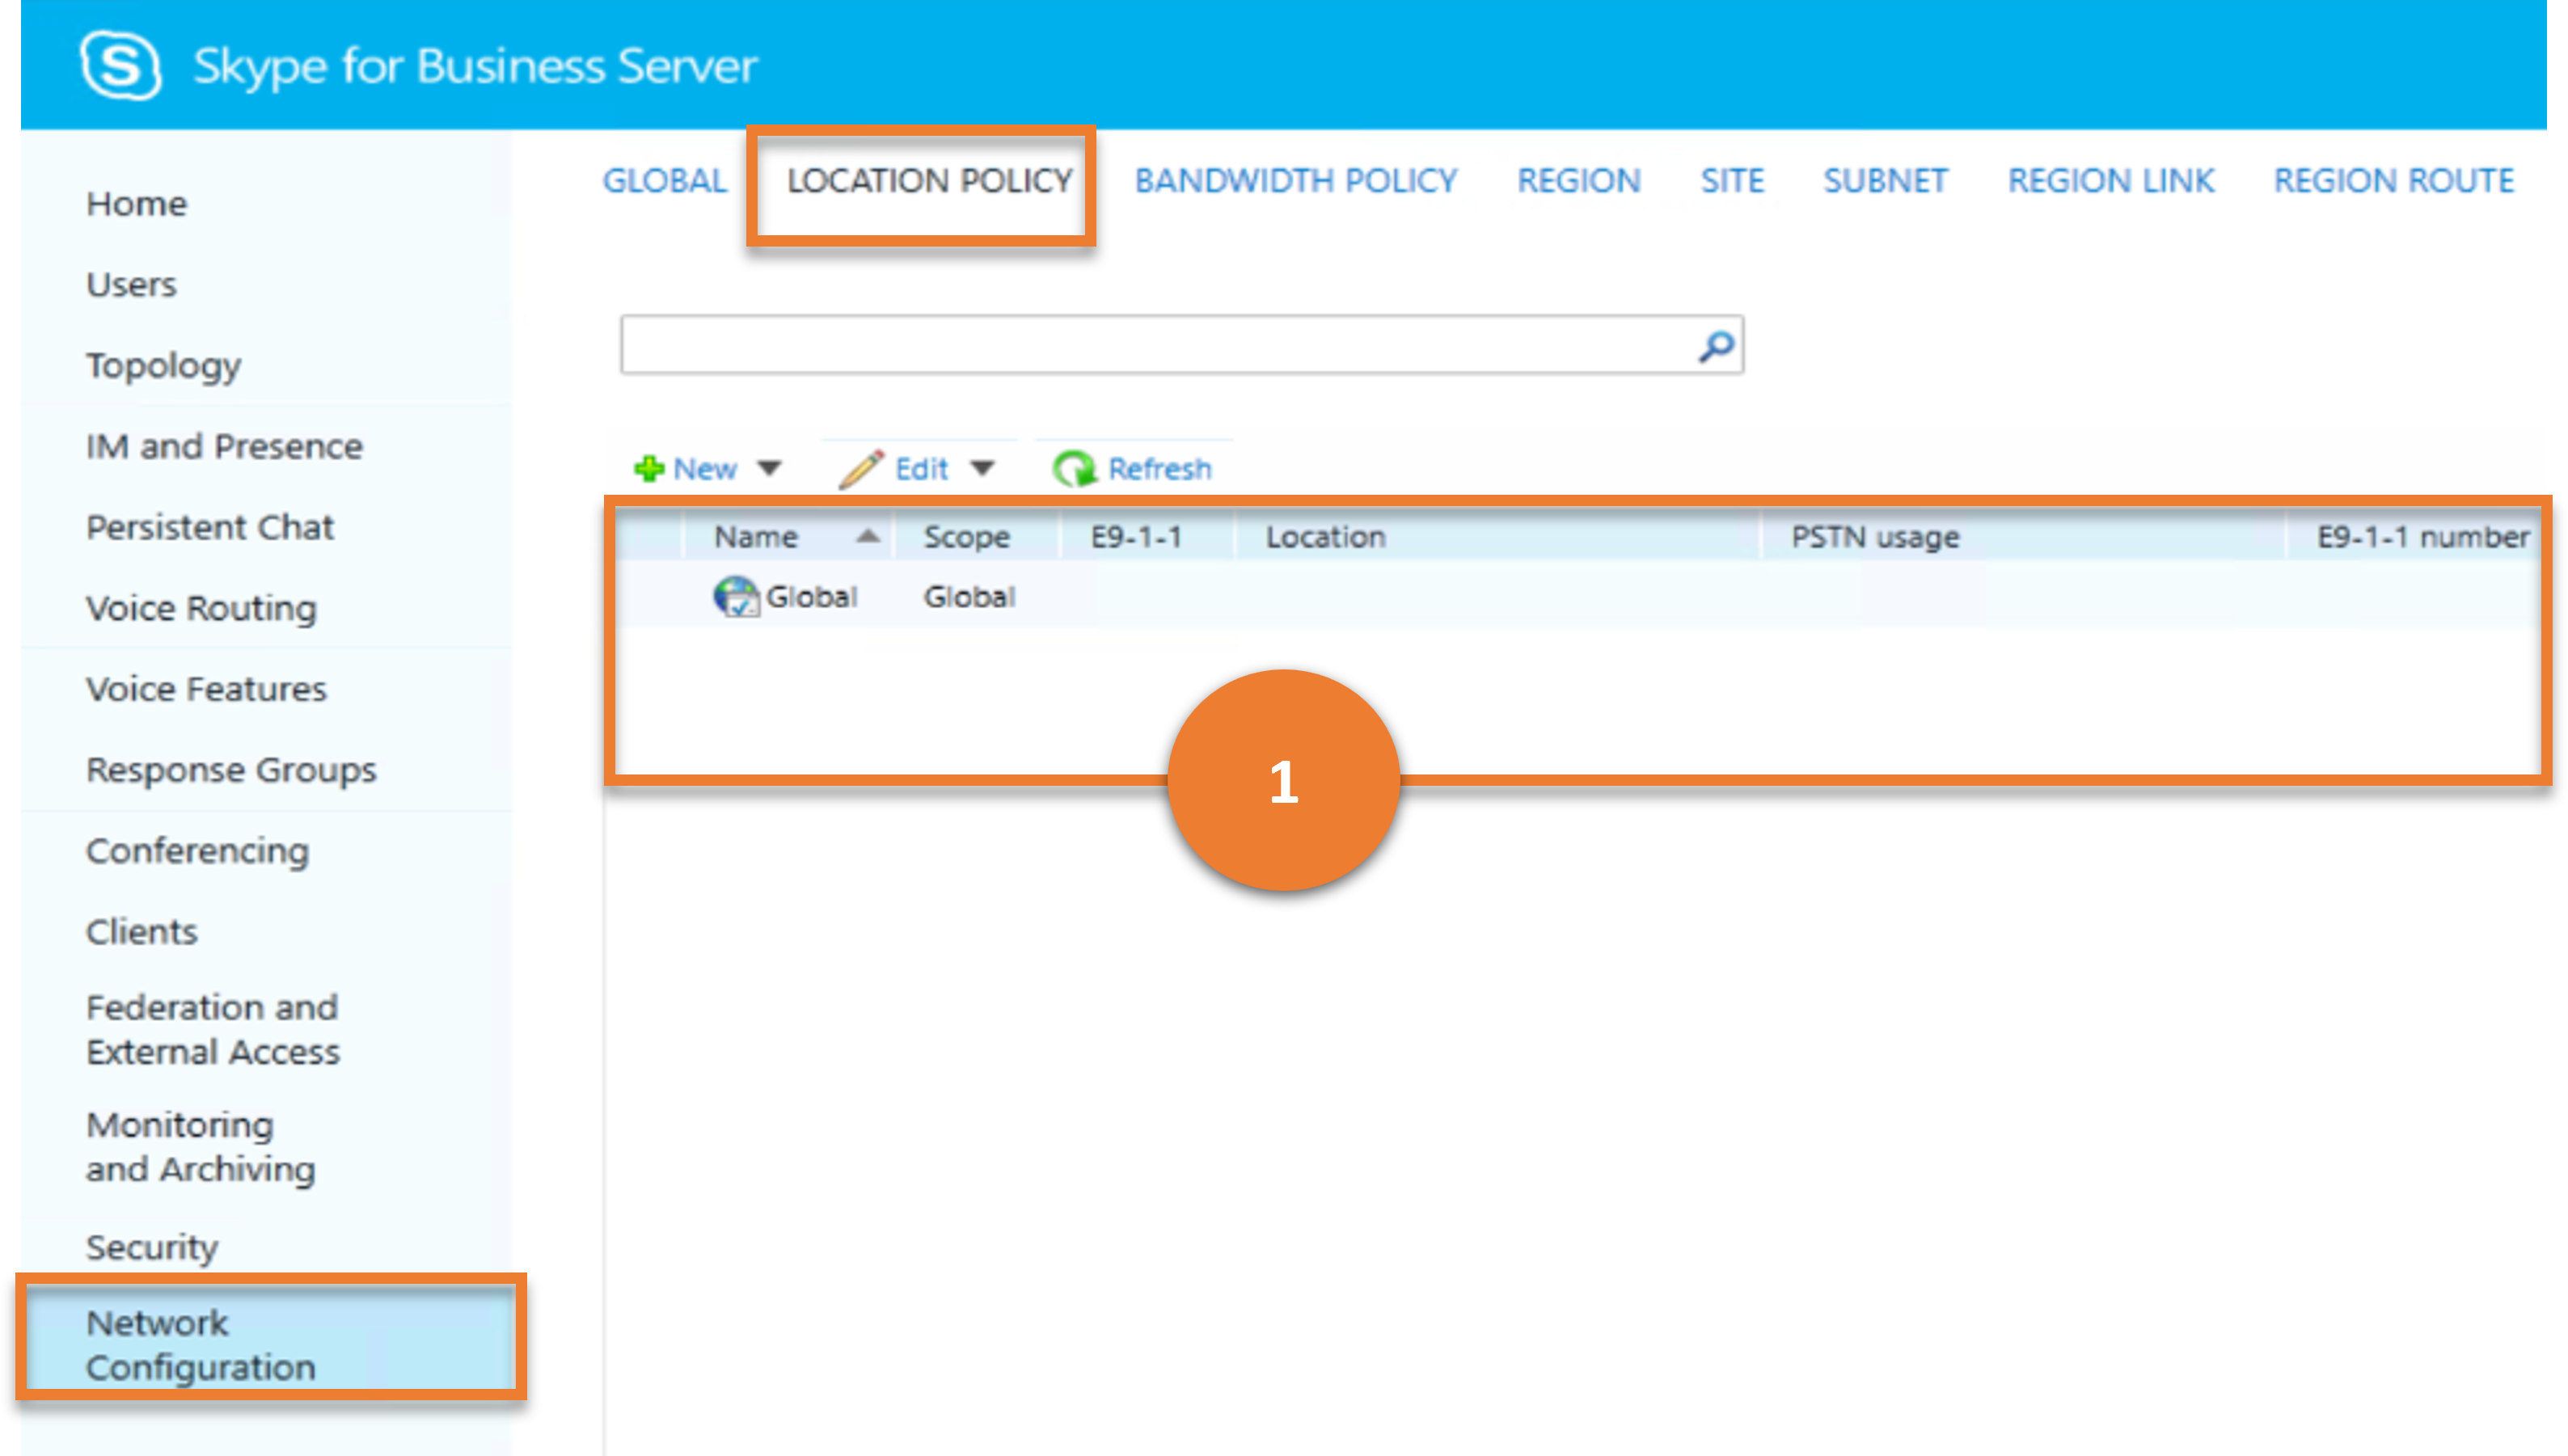 Skype for Business Server
GLOBAL LOCATION POLICY BANDWIDTH POLICY REGION SITE SUBNET REGION LINK REGION ROUTE
Home
Users
Topology
IM and Presence
Persistent Chat
Voice Routing
Voice Features
Response Groups
Conferencing
Clients
Federation and
External Access
Monitoring
and Archiving
Security
Network
Configuration
New Edit Refresh
Name Scope E9-1-1 Location PSTN usage E9-1-1 number
Global Global
1